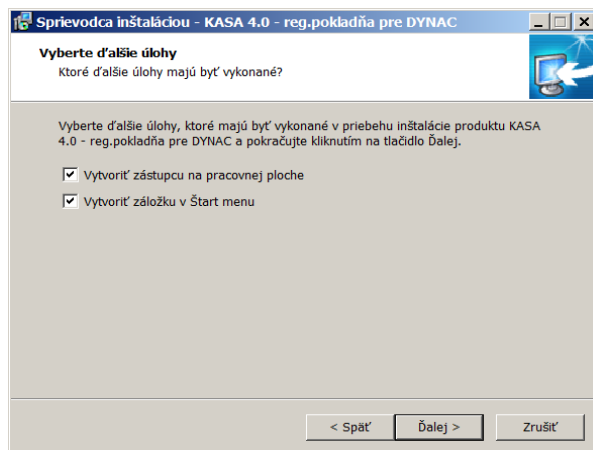 Sprievodca inštaláciou - KASA 4.0 - reg.pokladňa pre DYNAC
Vyberte ďalšie úlohy
Ktoré ďalšie úlohy majú byť vykonané?
Vyberte ďalšie úlohy, ktoré majú byť vykonané v priebehu inštalácie produktu KASA
4.0 - reg.pokladňa pre DYNAC a pokračujte kliknutím na tlačidlo Ďalej.
Vytvoriť zástupcu na pracovnej ploche
Vytvoriť záložku v Štart menu
< Späť
Ďalej >
Zrušiť